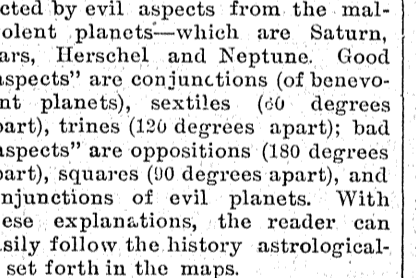 cted by evil aspects from the mal-
olent planets—which are Saturn,
ars, Herschel and Neptune. Good
aspects” are conjunctions (of benevo-
nt planets), sextiles (60 degrees
part), trines (120 degrees apart); bad
aspects” are oppositions (180 degrees
part), squares (90 degrees apart), and
njunctions of evil planets. With
ese explanations, the reader can
sily follow the history astrological-
set forth in the maps.